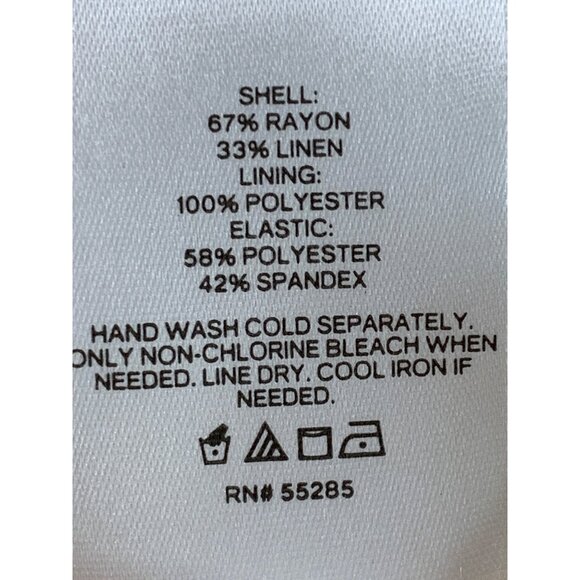 SHELL:
67% RAYON
33% LINEN
LINING:
100% POLYESTER
ELASTIC:
58% POLYESTER
42% SPANDEX
HAND WASH COLD SEPARATELY.
ONLY NON-CHLORINE BLEACH WHEN
NEEDED. LINE DRY. COOL IRON IF
NEEDED.
RN# 55285